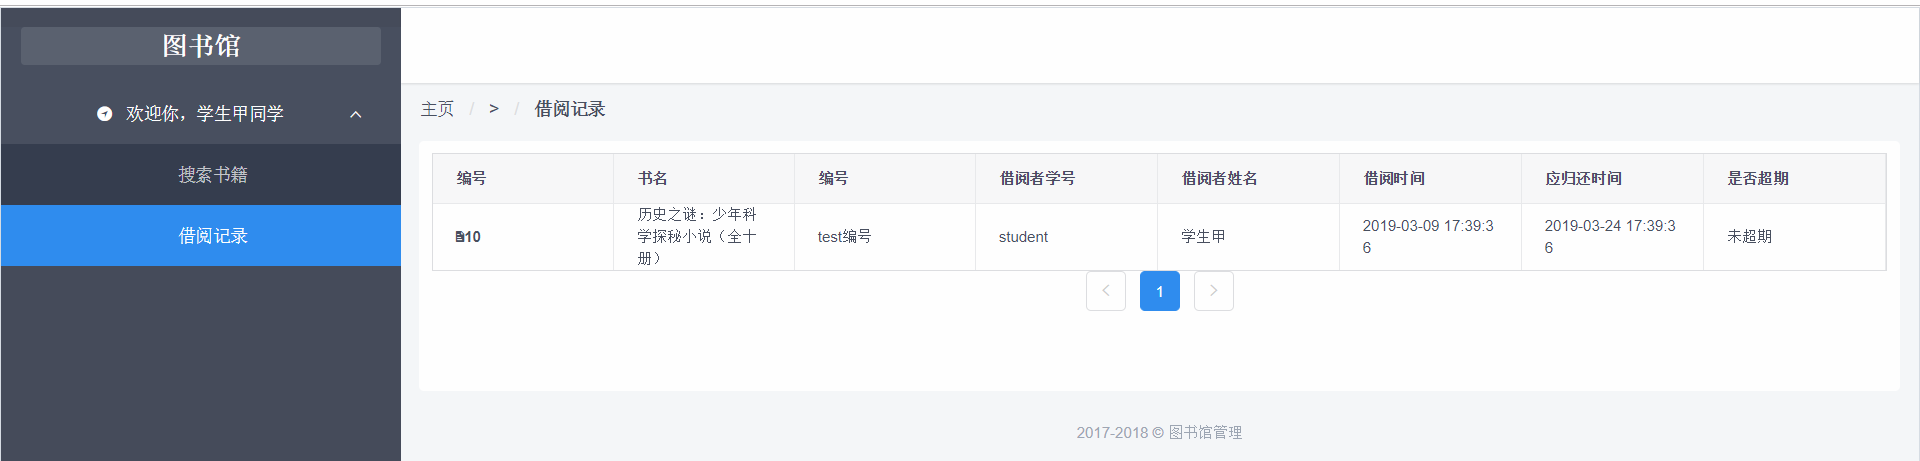 图书馆
欢迎你，学生甲同学
搜索书籍
借阅记录
主页 / > / 借阅记录
编号 书名 编号 借阅者学号 借阅者姓名 借阅时间 应归还时间 是否超期
10 历史之谜：少年科学探秘小说（全十册） test编号 student 学生甲 2019-03-09 17:39:36 2019-03-24 17:39:36 未超期
1
2017-2018 © 图书馆管理